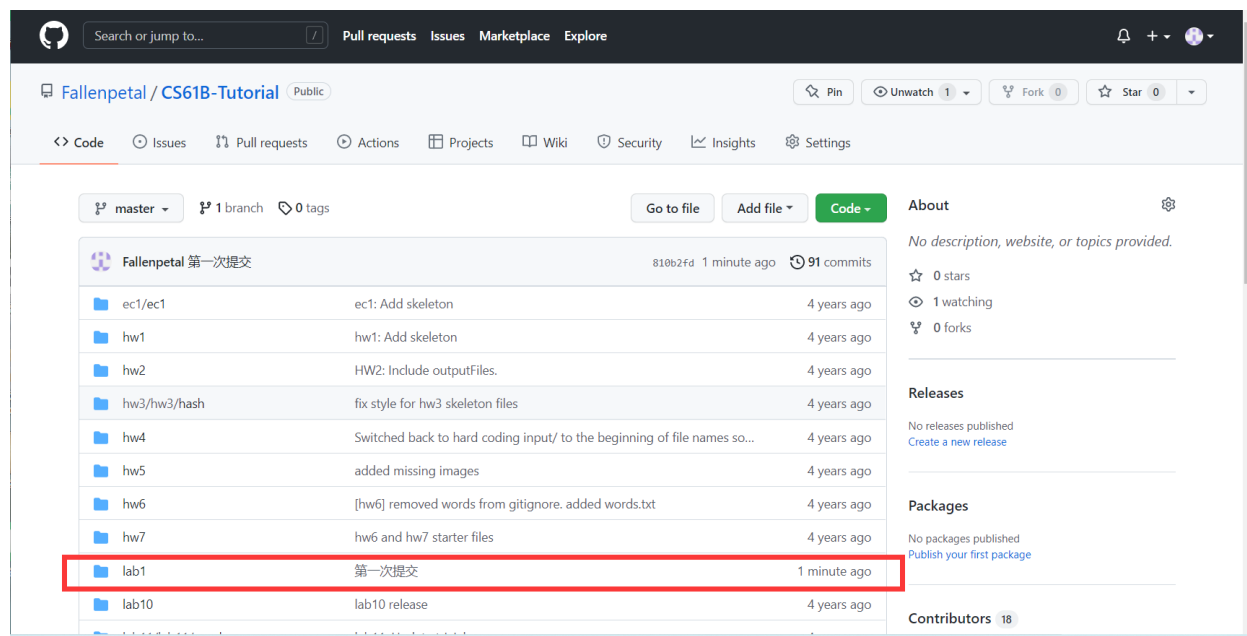 Search or jump to... / Pull requests Issues Marketplace Explore
Fallenpetal / CS61B-Tutorial Public Pin Unwatch 1 Fork 0 Star 0
Code Issues Pull requests Actions Projects Wiki Security Insights Settings
master 1 branch 0 tags Go to file Add file Code
Fallenpetal 第一次提交 810b2fd 1 minute ago 91 commits
ec1/ec1 ec1: Add skeleton 4 years ago
hw1 hw1: Add skeleton 4 years ago
hw2 HW2: Include outputFiles. 4 years ago
hw3/hw3/hash fix style for hw3 skeleton files 4 years ago
hw4 Switched back to hard coding input/ to the beginning of file names so... 4 years ago
hw5 added missing images 4 years ago
hw6 [hw6] removed words from gitignore. added words.txt 4 years ago
hw7 hw6 and hw7 starter files 4 years ago
lab1 第一次提交 1 minute ago
lab10 lab10 release 4 years ago
About
No description, website, or topics provided.
0 stars
1 watching
0 forks
Releases
No releases published
Create a new release
Packages
No packages published
Publish your first package
Contributors 18